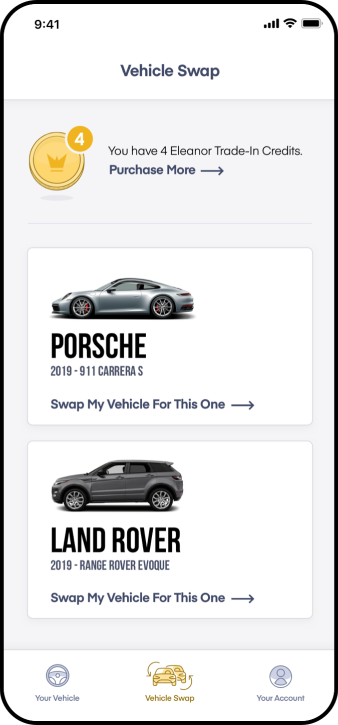 9:41
Vehicle Swap
4
You have 4 Eleanor Trade-In Credits.
Purchase More
PORSCHE
2019 - 911 CARRERA S
Swap My Vehicle For This One
LAND ROVER
2019 - RANGE ROVER EVOQUE
Swap My Vehicle For This One
Your Vehicle
Vehicle Swap
Your Account